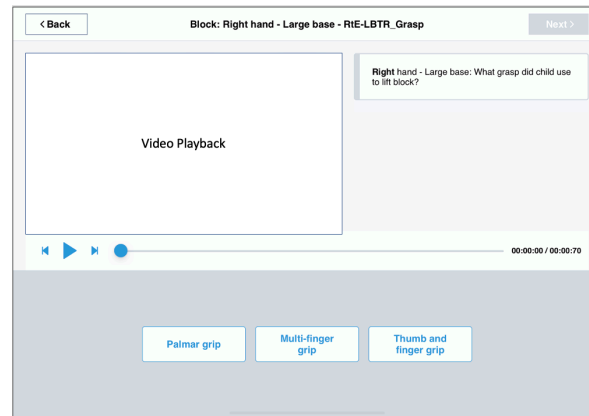 < Back
Block: Right hand - Large base - RtE-LBTR_Grasp
Next >
Right hand - Large base: What grasp did child use
to lift block?
Video Playback
00:00:00 / 00:00:70
Palmar grip
Multi-finger
grip
Thumb and
finger grip